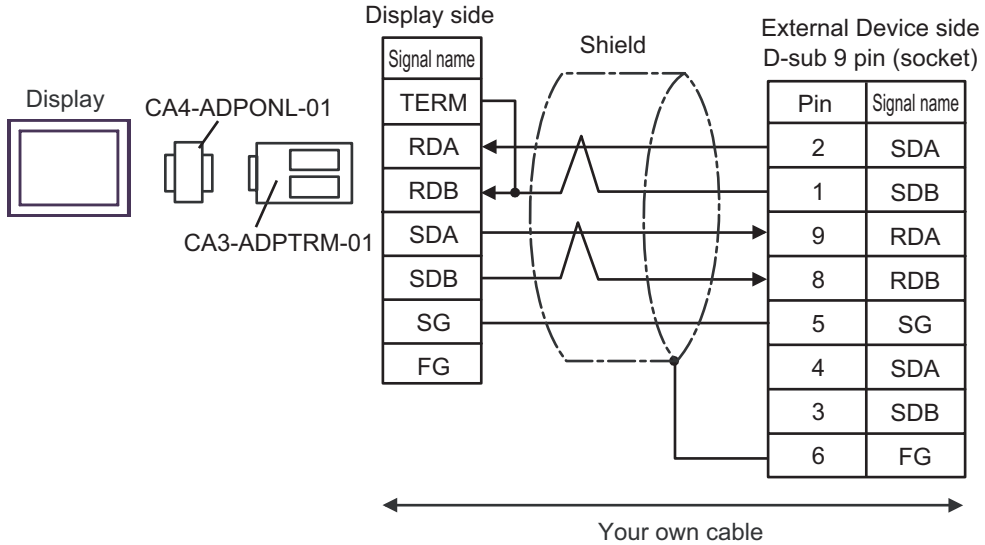 Display side
Shield
External Device side
D-sub 9 pin (socket)
Display
CA4-ADPONL-01
CA3-ADPTRM-01
Signal name
TERM
RDA
RDB
SDA
SDB
SG
FG
Pin Signal name
2 SDA
1 SDB
9 RDA
8 RDB
5 SG
4 SDA
3 SDB
6 FG
Your own cable